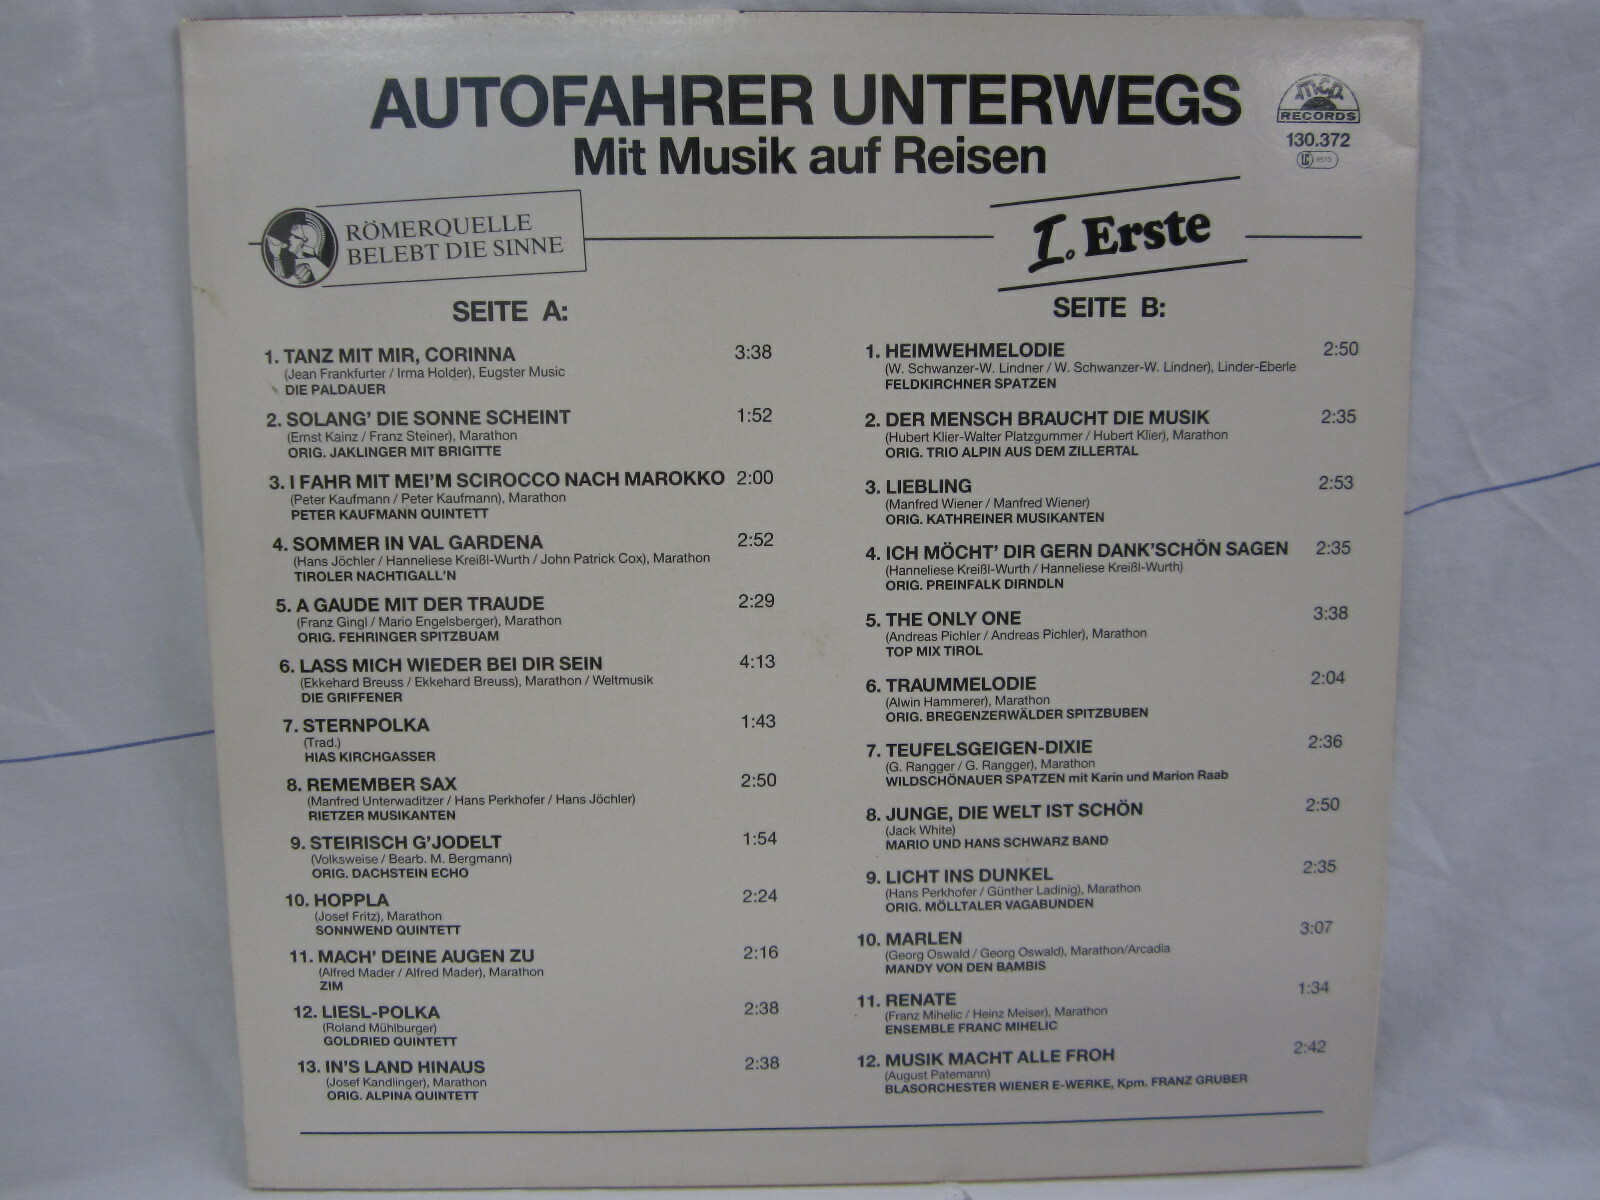 AUTOFAHRER UNTERWEGS
Mit Musik auf Reisen
mcp
RECORDS
130.372
LC
RÖMERQUELLE
BELEBT DIE SINNE
I. Erste
SEITE A:
1. TANZ MIT MIR, CORINNA 3:38
(Jean Frankfurter / Irma Holder), Eugster Music
DIE PALDAUER
2. SOLANG' DIE SONNE SCHEINT 1:52
(Ernst Kainz / Franz Steiner), Marathon
ORIG. JAKLINGER MIT BRIGITTE
3. I FAHR MIT MEI'M SCIROCCO NACH MAROKKO 2:00
(Peter Kaufmann / Peter Kaufmann), Marathon
PETER KAUFMANN QUINTETT
4. SOMMER IN VAL GARDENA 2:52
(Hans Jöchler / Hanneliese Kreißl-Wurth / John Patrick Cox), Marathon
TIROLER NACHTIGALL'N
5. A GAUDE MIT DER TRAUDE 2:29
(Franz Gingl / Mario Engelsberger), Marathon
ORIG. FEHRINGER SPITZBUAM
6. LASS MICH WIEDER BEI DIR SEIN 4:13
(Ekkehard Breuss / Ekkehard Breuss), Marathon / Weltmusik
DIE GRIFFENER
7. STERNPOLKA 1:43
(Trad.)
HIAS KIRCHGASSER
8. REMEMBER SAX 2:50
(Manfred Unterwaditzer / Hans Perkhofer / Hans Jöchler)
RIETZER MUSIKANTEN
9. STEIRISCH G'JODELT 1:54
(Volksweise / Bearb. M. Bergmann)
ORIG. DACHSTEIN ECHO
10. HOPPLA 2:24
(Josef Fritz), Marathon
SONNWEND QUINTETT
11. MACH' DEINE AUGEN ZU 2:16
(Alfred Mader / Alfred Mader), Marathon
ZIM
12. LIESL-POLKA 2:38
(Roland Mühlburger)
GOLDRIED QUINTETT
13. IN'S LAND HINAUS 2:38
(Josef Kandlinger), Marathon
ORIG. ALPINA QUINTETT
SEITE B:
1. HEIMWEHMELODIE 2:50
(W. Schwanzer-W. Lindner / W. Schwanzer-W. Lindner), Linder-Eberle
FELDKIRCHNER SPATZEN
2. DER MENSCH BRAUCHT DIE MUSIK 2:35
(Hubert Klier-Walter Platzgummer / Hubert Klier), Marathon
ORIG. TRIO ALPIN AUS DEM ZILLERTAL
3. LIEBLING 2:53
(Manfred Wiener / Manfred Wiener)
ORIG. KATHREINER MUSIKANTEN
4. ICH MÖCHT' DIR GERN DANK'SCHÖN SAGEN 2:35
(Hanneliese Kreißl-Wurth / Hanneliese Kreißl-Wurth)
ORIG. PREINFALK DIRNDLN
5. THE ONLY ONE 3:38
(Andreas Pichler / Andreas Pichler), Marathon
TOP MIX TIROL
6. TRAUMMELODIE 2:04
(Alwin Hammerer), Marathon
ORIG. BREGENZERWÄLDER SPITZBUBEN
7. TEUFELSGEIGEN-DIXIE 2:36
(G. Rangger / G. Rangger), Marathon
WILDSCHÖNAUER SPATZEN mit Karin und Marion Raab
8. JUNGE, DIE WELT IST SCHÖN 2:50
(Jack White)
MARIO UND HANS SCHWARZ BAND
9. LICHT INS DUNKEL 2:35
(Hans Perkhofer / Günther Ladinig), Marathon
ORIG. MÖLLTALER VAGABUNDEN
10. MARLEN 3:07
(Georg Oswald / Georg Oswald), Marathon/Arcadia
MANDY VON DEN BAMBIS
11. RENATE 1:34
(Franz Mihelic / Heinz Meiser), Marathon
ENSEMBLE FRANC MIHELIC
12. MUSIK MACHT ALLE FROH 2:42
(August Patemann)
BLASORCHESTER WIENER E-WERKE, Kpm. FRANZ GRUBER